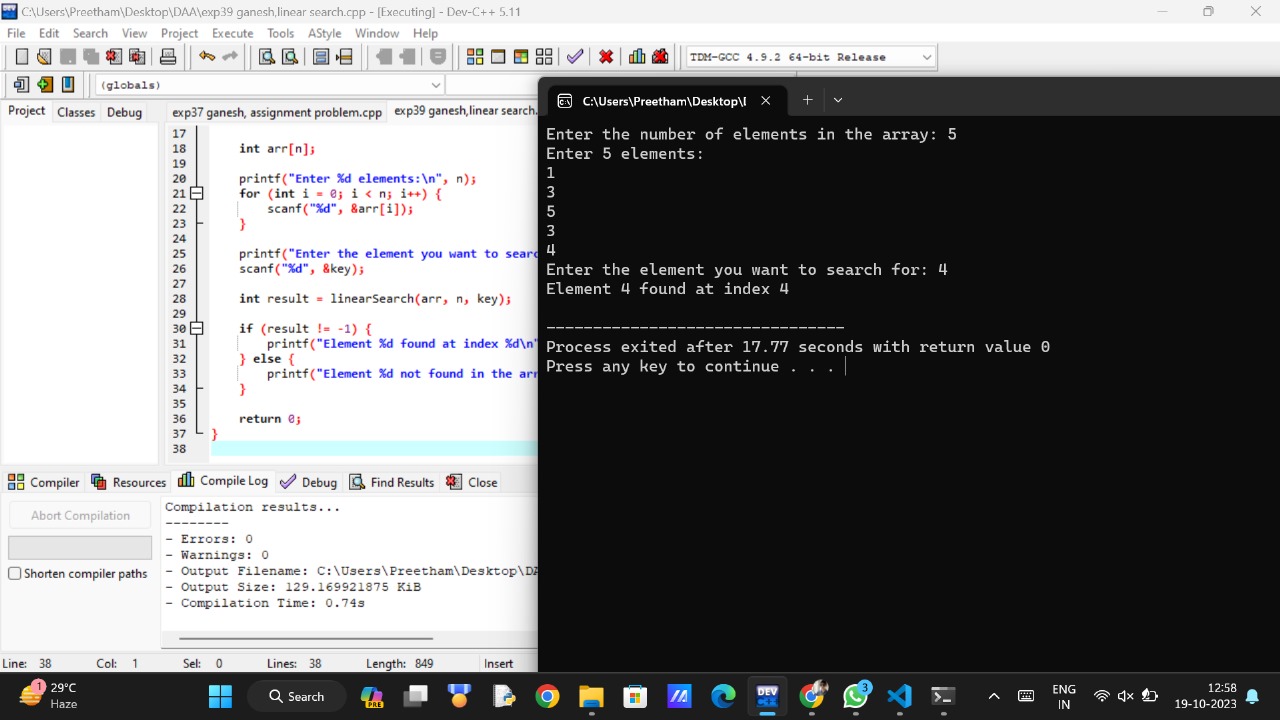 C:\Users\Preetham\Desktop\DAA\exp39 ganesh,linear search.cpp - [Executing] - Dev-C++ 5.11
File Edit Search View Project Execute Tools AStyle Window Help
TDM-GCC 4.9.2 64-bit Release
(globals)
Project Classes Debug
exp37 ganesh, assignment problem.cpp exp39 ganesh,linear search.
17
18 int arr[n];
19
20 printf("Enter %d elements:\n", n);
21 for (int i = 0; i < n; i++) {
22 scanf("%d", &arr[i]);
23 }
24
25 printf("Enter the element you want to searc
26 scanf("%d", &key);
27
28 int result = linearSearch(arr, n, key);
29
30 if (result != -1) {
31 printf("Element %d found at index %d\n"
32 } else {
33 printf("Element %d not found in the arr
34 }
35
36 return 0;
37 }
38
Compiler Resources Compile Log Debug Find Results Close
Abort Compilation
Shorten compiler paths
Compilation results...
--------
- Errors: 0
- Warnings: 0
- Output Filename: C:\Users\Preetham\Desktop\DA
- Output Size: 129.169921875 KiB
- Compilation Time: 0.74s
Line: 38 Col: 1 Sel: 0 Lines: 38 Length: 849 Insert
C:\Users\Preetham\Desktop\
Enter the number of elements in the array: 5
Enter 5 elements:
1
3
5
3
4
Enter the element you want to search for: 4
Element 4 found at index 4
--------------------------------
Process exited after 17.77 seconds with return value 0
Press any key to continue . . .
1
29°C
Haze
Search
PRE
DEV
3
ENG
IN
12:58
19-10-2023